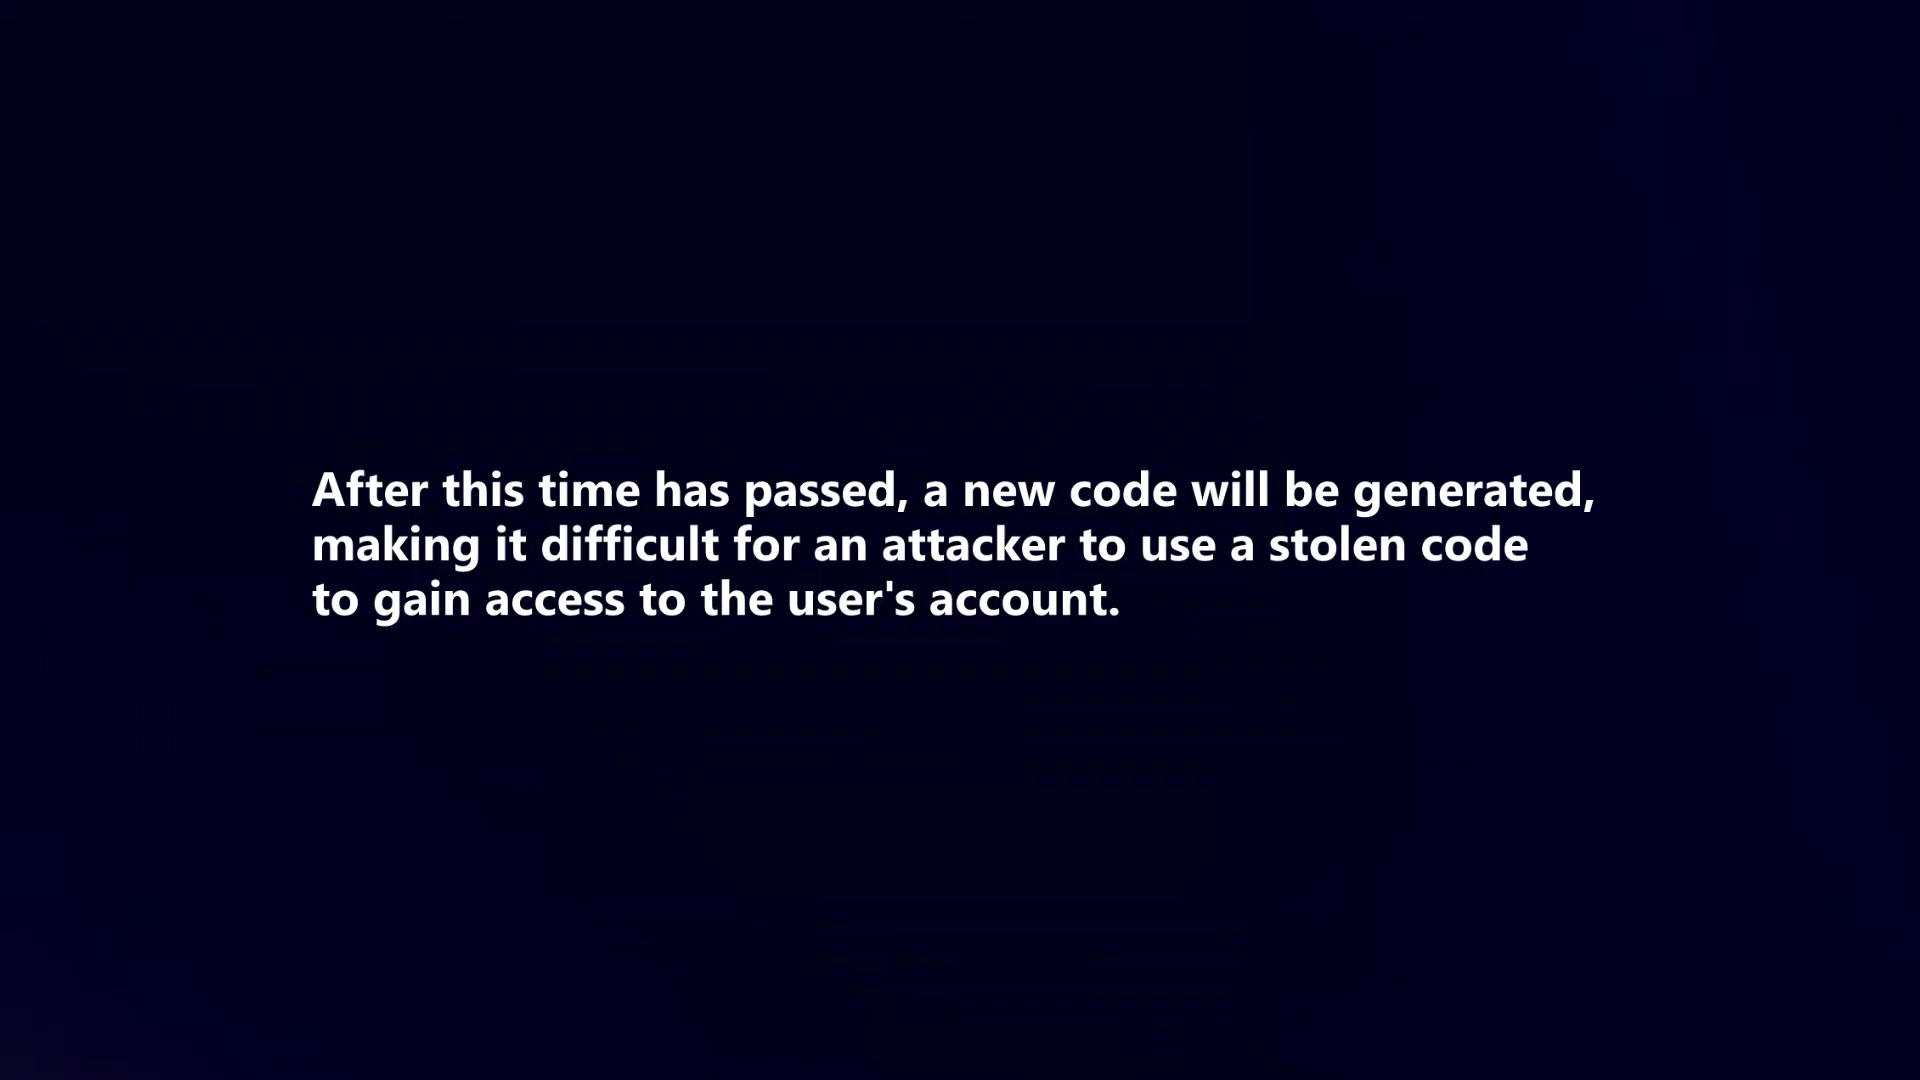 After this time has passed, a new code will be generated,
making it difficult for an attacker to use a stolen code
to gain access to the user's account.